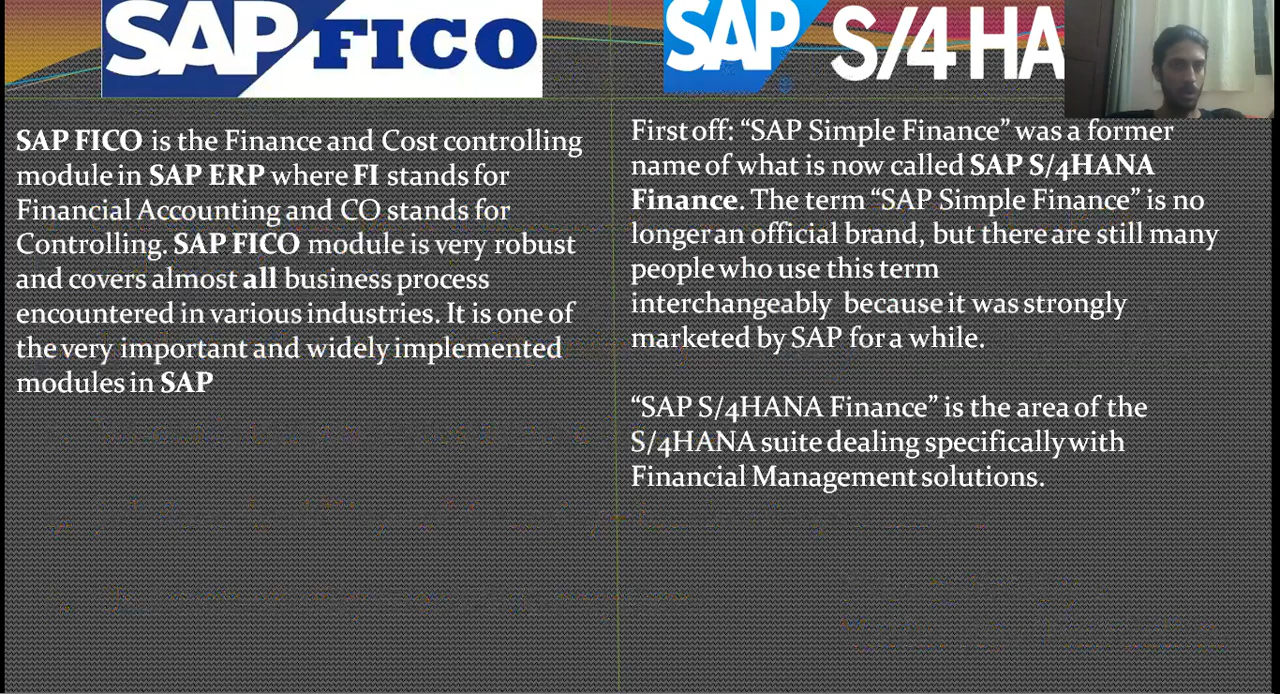 SAP FICO
SAP FICO is the Finance and Cost controlling
module in SAP ERP where FI stands for
Financial Accounting and CO stands for
Controlling. SAP FICO module is very robust
and covers almost all business process
encountered in various industries. It is one of
the very important and widely implemented
modules in SAP
SAP S/4 HA
First off: “SAP Simple Finance” was a former
name of what is now called SAP S/4HANA
Finance. The term “SAP Simple Finance” is no
longer an official brand, but there are still many
people who use this term
interchangeably because it was strongly
marketed by SAP for a while.
“SAP S/4HANA Finance” is the area of the
S/4HANA suite dealing specifically with
Financial Management solutions.